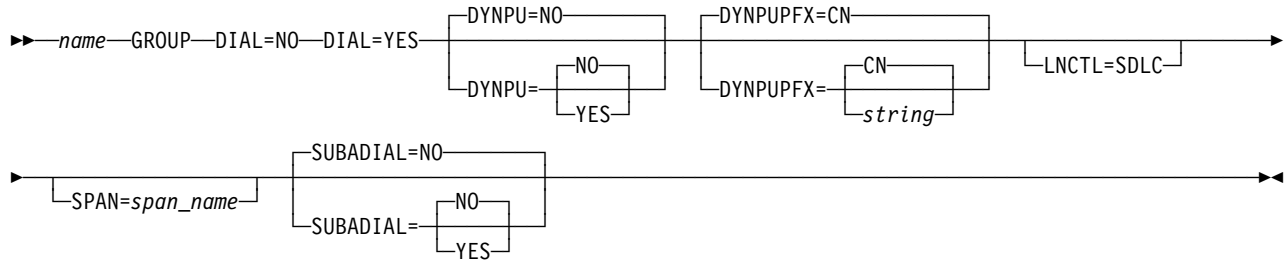 DYNPU=NO DYNPUPFX=CN
name GROUP DIAL=NO DIAL=YES
DYNPU= NO DYNPUPFX= CN LNCTL=SDLC
YES string
SUBADIAL=NO
SPAN=span_name SUBADIAL= NO
YES